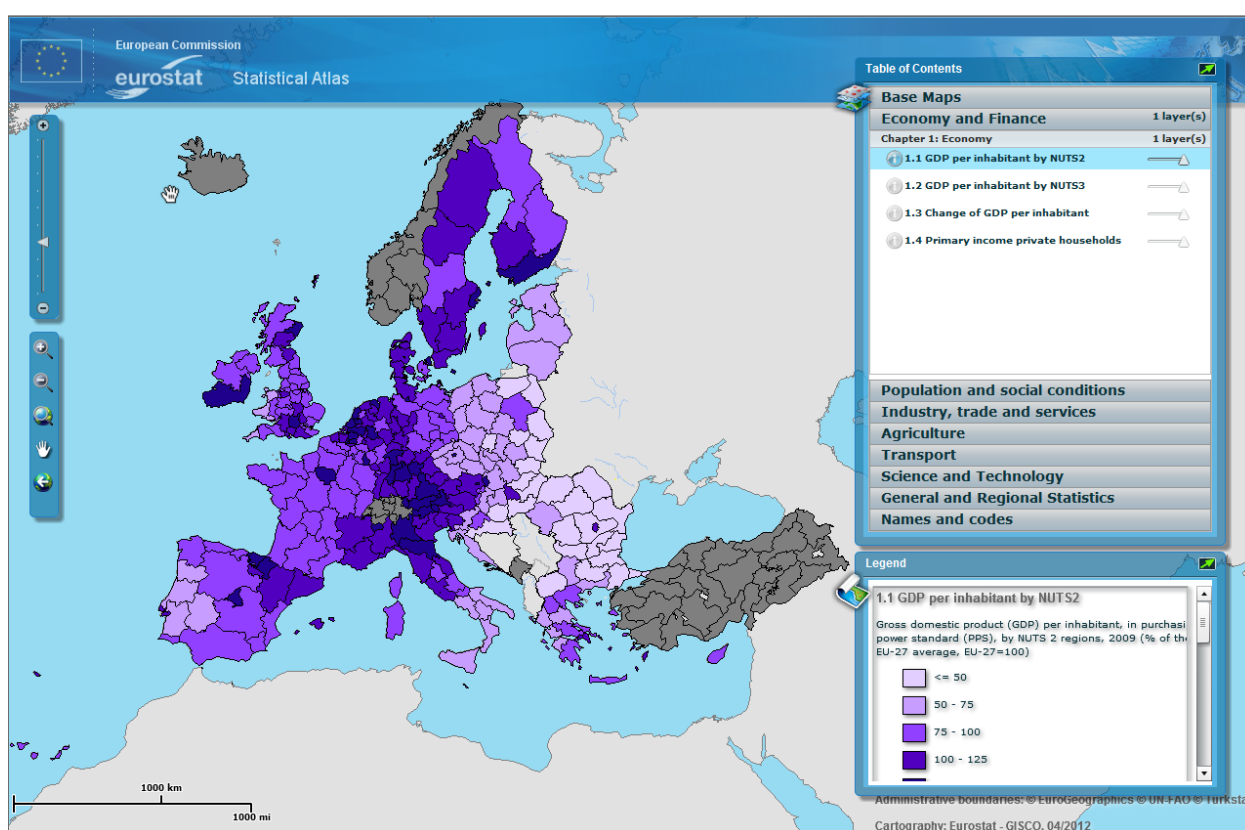 European Commission
eurostat Statistical Atlas
Table of Contents
Base Maps
Economy and Finance 1 layer(s)
Chapter 1: Economy 1 layer(s)
1.1 GDP per inhabitant by NUTS2
1.2 GDP per inhabitant by NUTS3
1.3 Change of GDP per inhabitant
1.4 Primary income private households
Population and social conditions
Industry, trade and services
Agriculture
Transport
Science and Technology
General and Regional Statistics
Names and codes
Legend
1.1 GDP per inhabitant by NUTS2
Gross domestic product (GDP) per inhabitant, in purchasi
power standard (PPS), by NUTS 2 regions, 2009 (% of the
EU-27 average, EU-27=100)
<= 50
50 - 75
75 - 100
100 - 125
1000 km
1000 mi
Administrative boundaries: © EuroGeographics © UN-FAO © Turksta
Cartography: Eurostat - GISCO, 04/2012